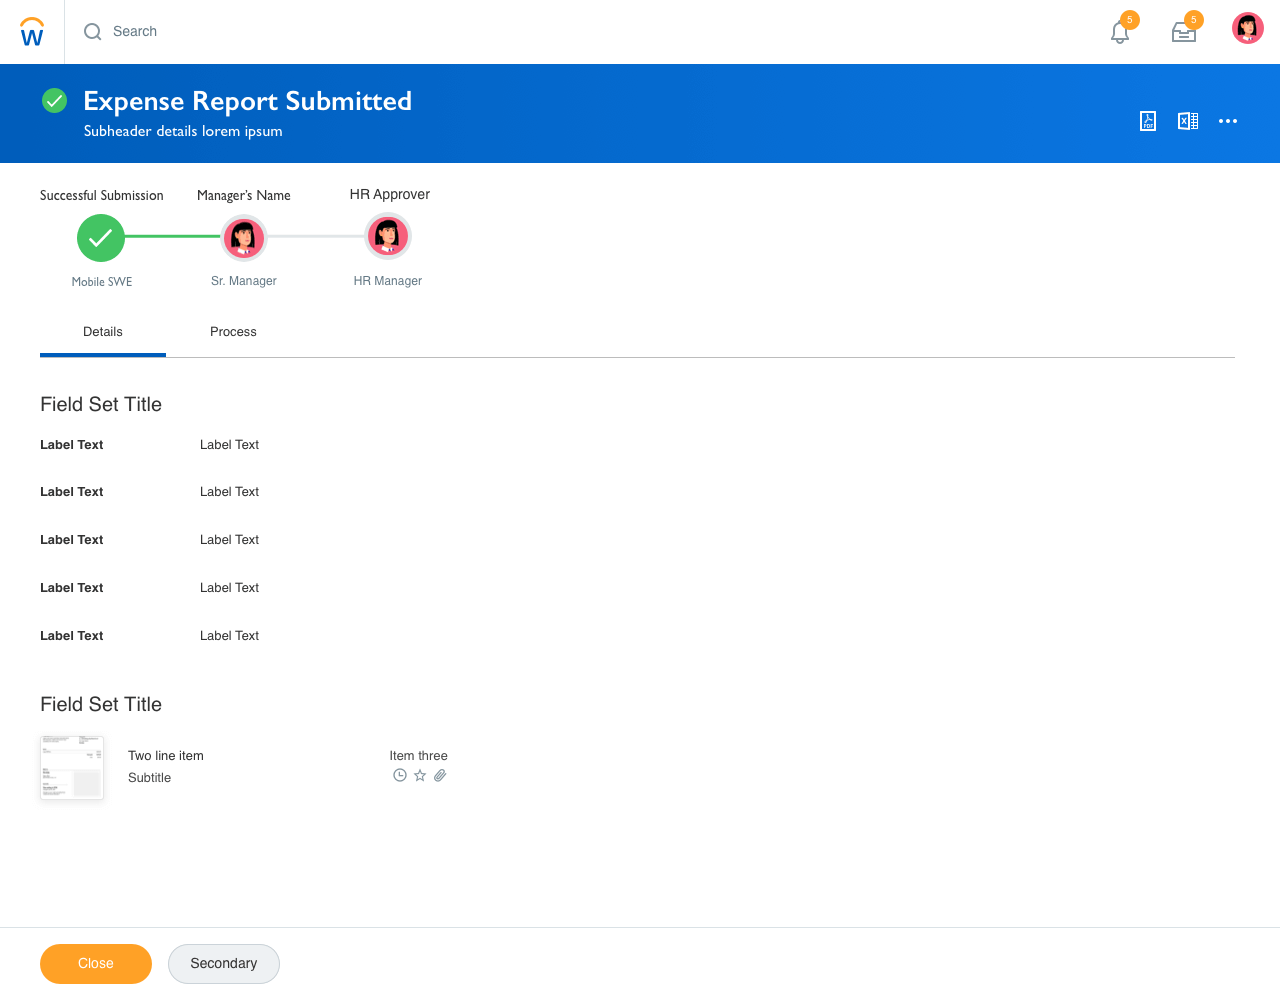 W
Search
5
5
Expense Report Submitted
Subheader details lorem ipsum
PDF
X
Successful Submission
Manager's Name
HR Approver
Mobile SWE
Sr. Manager
HR Manager
Details
Process
Field Set Title
Label Text
Label Text
Label Text
Label Text
Label Text
Label Text
Label Text
Label Text
Label Text
Label Text
Field Set Title
Two line item
Item three
Subtitle
Close
Secondary